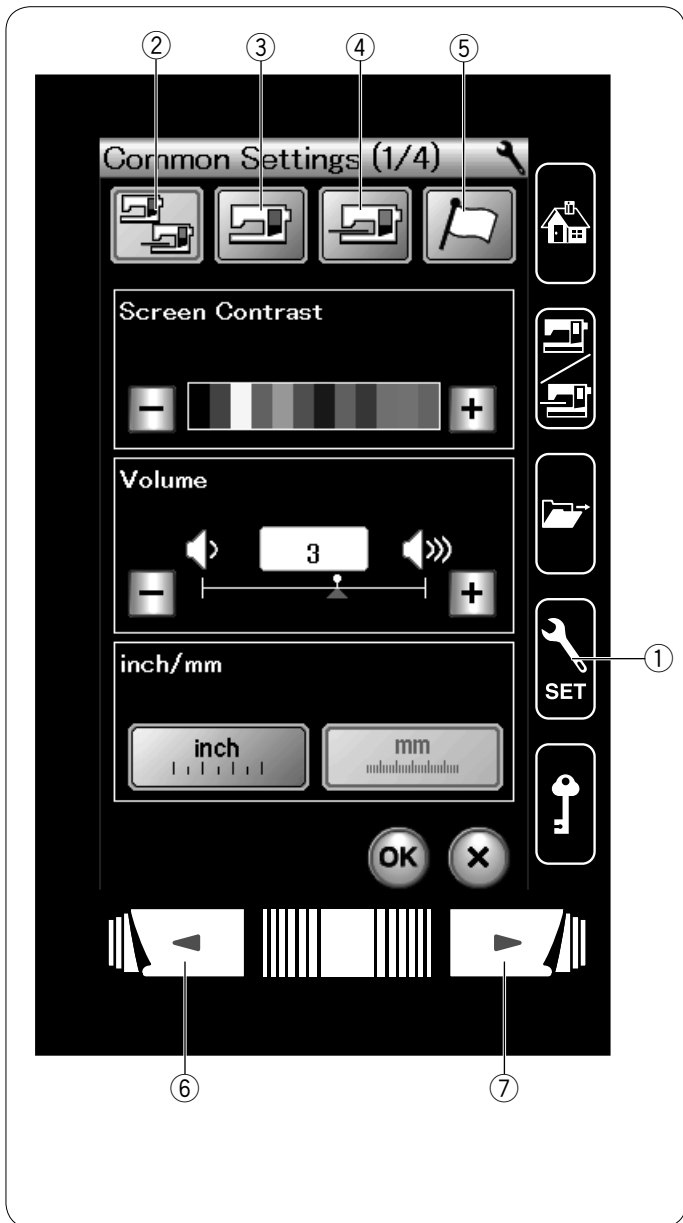 ② ③ ④ ⑤
Common Settings (1/4)
Screen Contrast
− +
Volume
3
− +
①
SET
inch/mm
inch mm
OK ×
⑥ ⑦